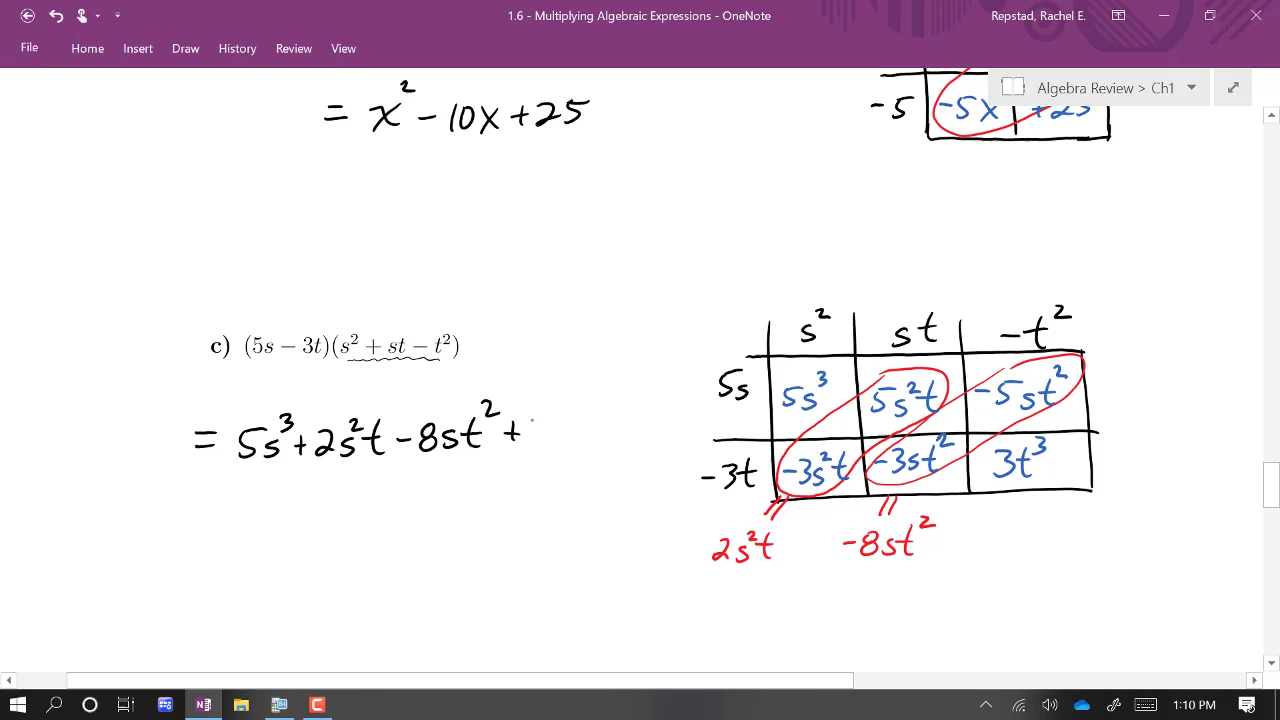 1.6 - Multiplying Algebraic Expressions - OneNote
Repstad, Rachel E.
File Home Insert Draw History Review View
Algebra Review > Ch1
= x² - 10x + 25
-5 -5x +25
c) (5s − 3t)(s² + st − t²)
s² st -t²
5s 5s³ 5s²t -5st²
= 5s³ + 2s²t - 8st² +
-3t -3s²t -3st² 3t³
2s²t -8st²
1:10 PM